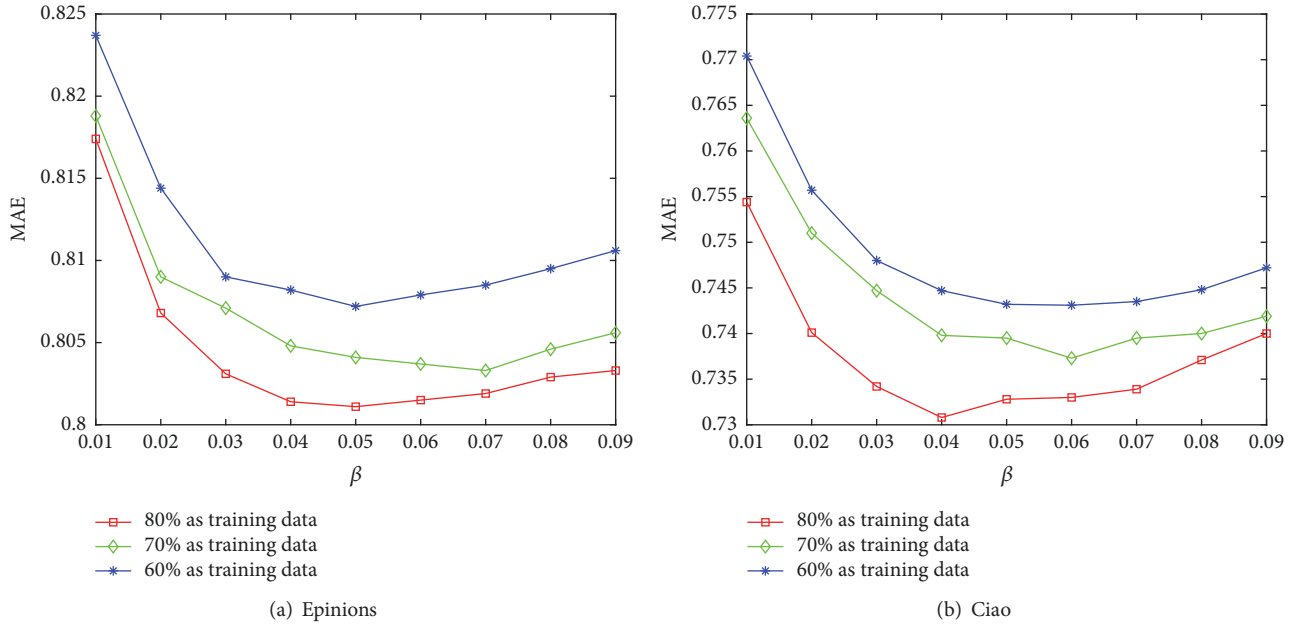 0.825
0.82
0.815
0.81
0.805
0.8
MAE
0.01 0.02 0.03 0.04 0.05 0.06 0.07 0.08 0.09
β
80% as training data
70% as training data
60% as training data
(a) Epinions
0.775
0.77
0.765
0.76
0.755
0.75
0.745
0.74
0.735
0.73
MAE
0.01 0.02 0.03 0.04 0.05 0.06 0.07 0.08 0.09
β
80% as training data
70% as training data
60% as training data
(b) Ciao